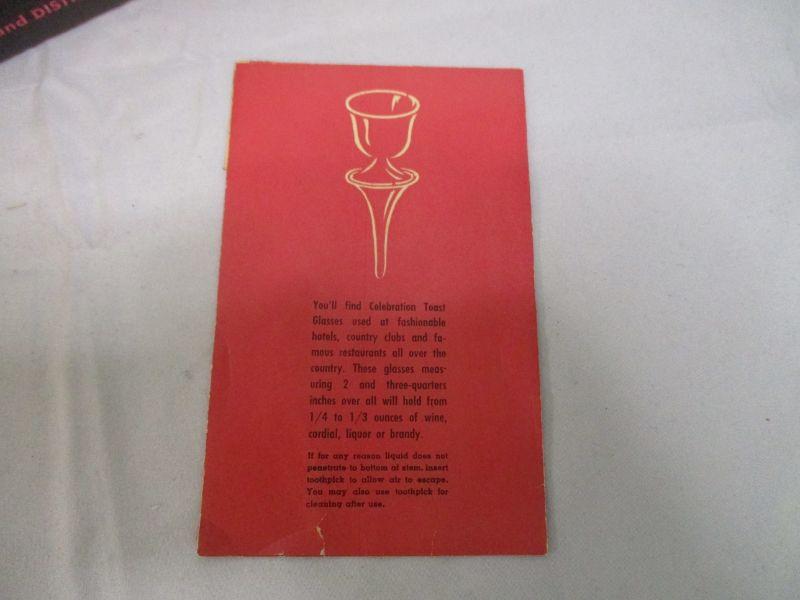 and DIST
You'll find Celebration Toast
Glasses used at fashionable
hotels, country clubs and fa-
mous restaurants all over the
country. These glasses meas-
uring 2 and three-quarters
inches over all will hold from
1/4 to 1/3 ounces of wine,
cordial, liquor or brandy.
If for any reason liquid does not
penetrate to bottom of stem, insert
toothpick to allow air to escape.
You may also use toothpick for
cleaning after use.